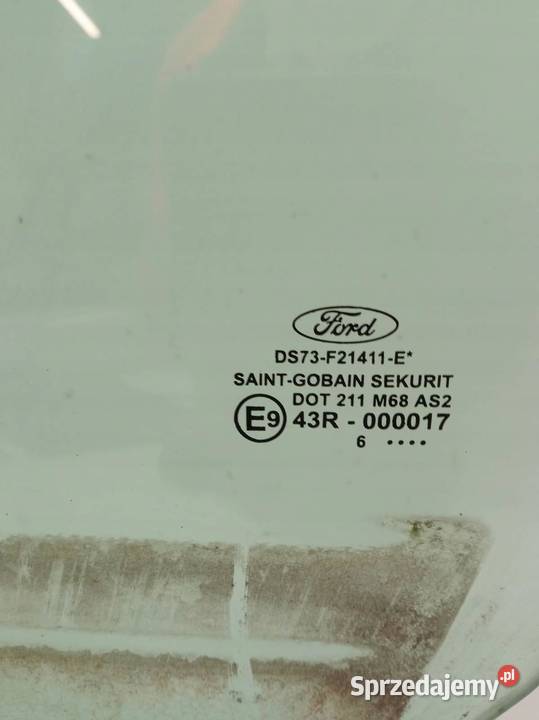 Ford
DS73-F21411-E*
SAINT-GOBAIN SEKURIT
DOT 211 M68 AS2
E9 43R - 000017
6 ····
Sprzedajemy.pl